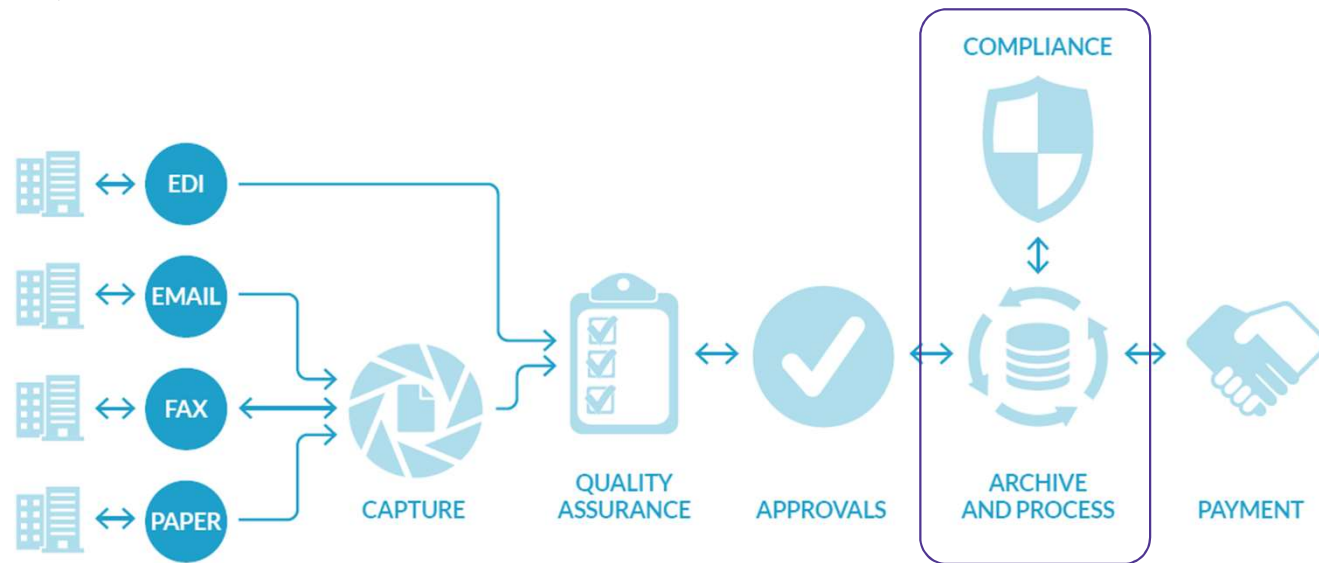 COMPLIANCE
EDI
EMAIL
FAX
PAPER
CAPTURE
QUALITY
ASSURANCE
APPROVALS
ARCHIVE
AND PROCESS
PAYMENT